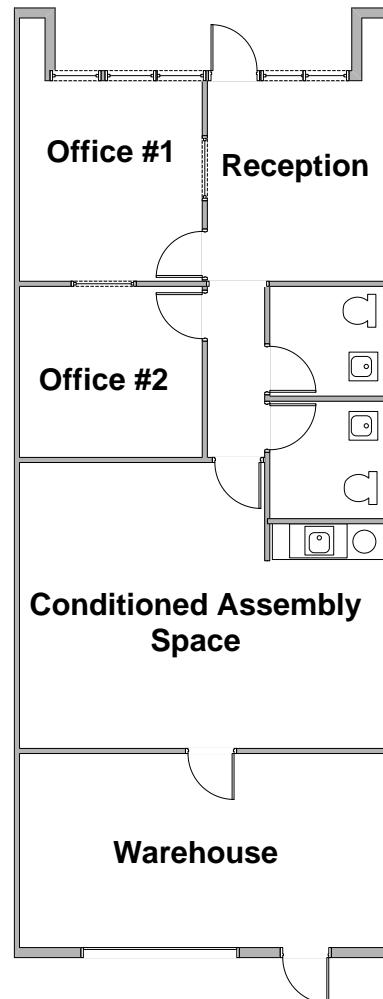 Office #1
Reception
Office #2
Conditioned Assembly
Space
Warehouse